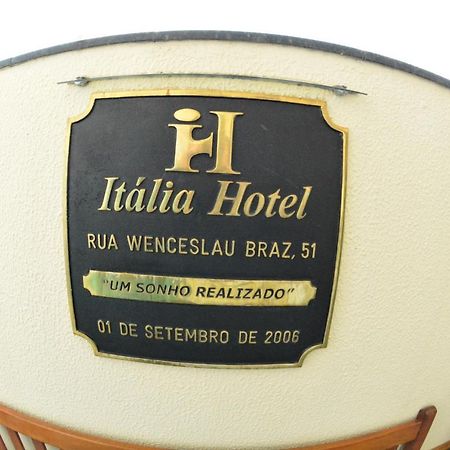 iH
Itália Hotel
RUA WENCESLAU BRAZ, 51
"UM SONHO REALIZADO"
01 DE SETEMBRO DE 2006